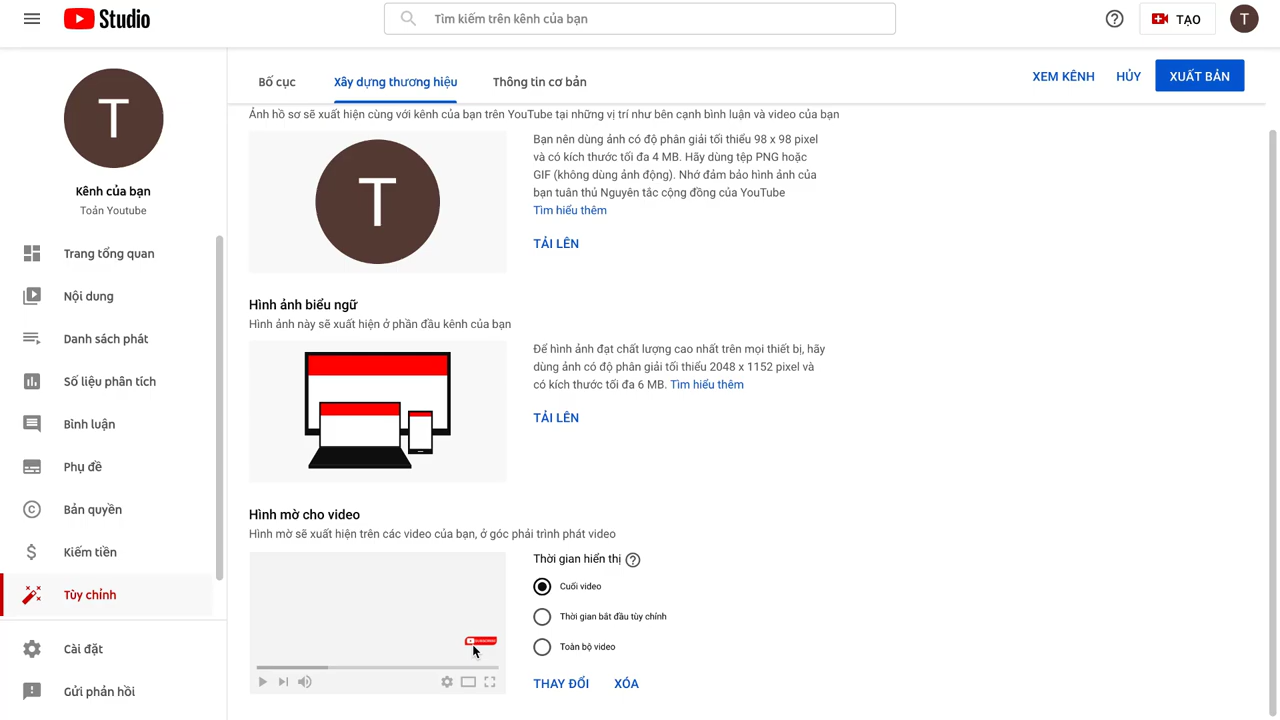 Studio
Tìm kiếm trên kênh của bạn
TẠO
T
T
Kênh của bạn
Toản Youtube
Trang tổng quan
Nội dung
Danh sách phát
Số liệu phân tích
Bình luận
Phụ đề
Bản quyền
Kiếm tiền
Tùy chỉnh
Cài đặt
Gửi phản hồi
Bố cục
Xây dựng thương hiệu
Thông tin cơ bản
XEM KÊNH
HỦY
XUẤT BẢN
Ảnh hồ sơ sẽ xuất hiện cùng với kênh của bạn trên YouTube tại những vị trí như bên cạnh bình luận và video của bạn
T
Bạn nên dùng ảnh có độ phân giải tối thiểu 98 x 98 pixel
và có kích thước tối đa 4 MB. Hãy dùng tệp PNG hoặc
GIF (không dùng ảnh động). Nhớ đảm bảo hình ảnh của
bạn tuân thủ Nguyên tắc cộng đồng của YouTube
Tìm hiểu thêm
TẢI LÊN
Hình ảnh biểu ngữ
Hình ảnh này sẽ xuất hiện ở phần đầu kênh của bạn
Để hình ảnh đạt chất lượng cao nhất trên mọi thiết bị, hãy
dùng ảnh có độ phân giải tối thiểu 2048 x 1152 pixel và
có kích thước tối đa 6 MB. Tìm hiểu thêm
TẢI LÊN
Hình mờ cho video
Hình mờ sẽ xuất hiện trên các video của bạn, ở góc phải trình phát video
Thời gian hiển thị
Cuối video
Thời gian bắt đầu tùy chỉnh
Toàn bộ video
THAY ĐỔI
XÓA